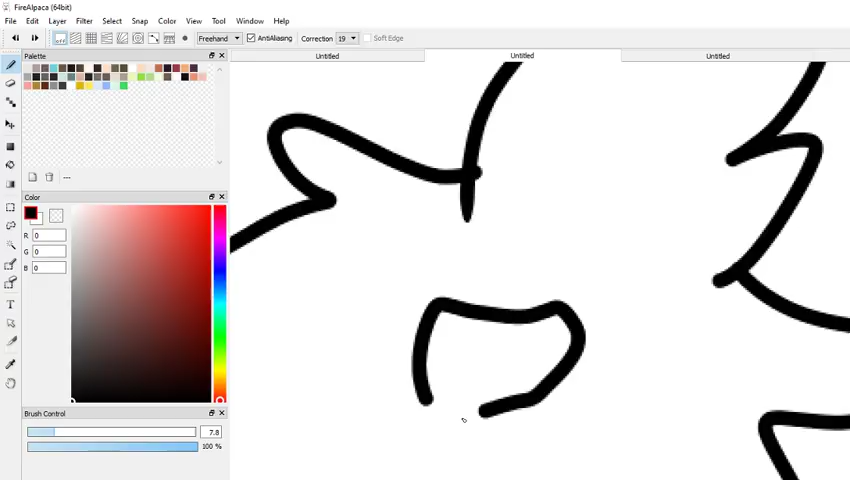 FireAlpaca (64bit)
File Edit Layer Filter Select Snap Color View Tool Window Help
off Freehand AntiAliasing Correction 19 Soft Edge
Palette Untitled Untitled Untitled
---
Color
R 0
G 0
B 0
Brush Control
7.8
100 %
T